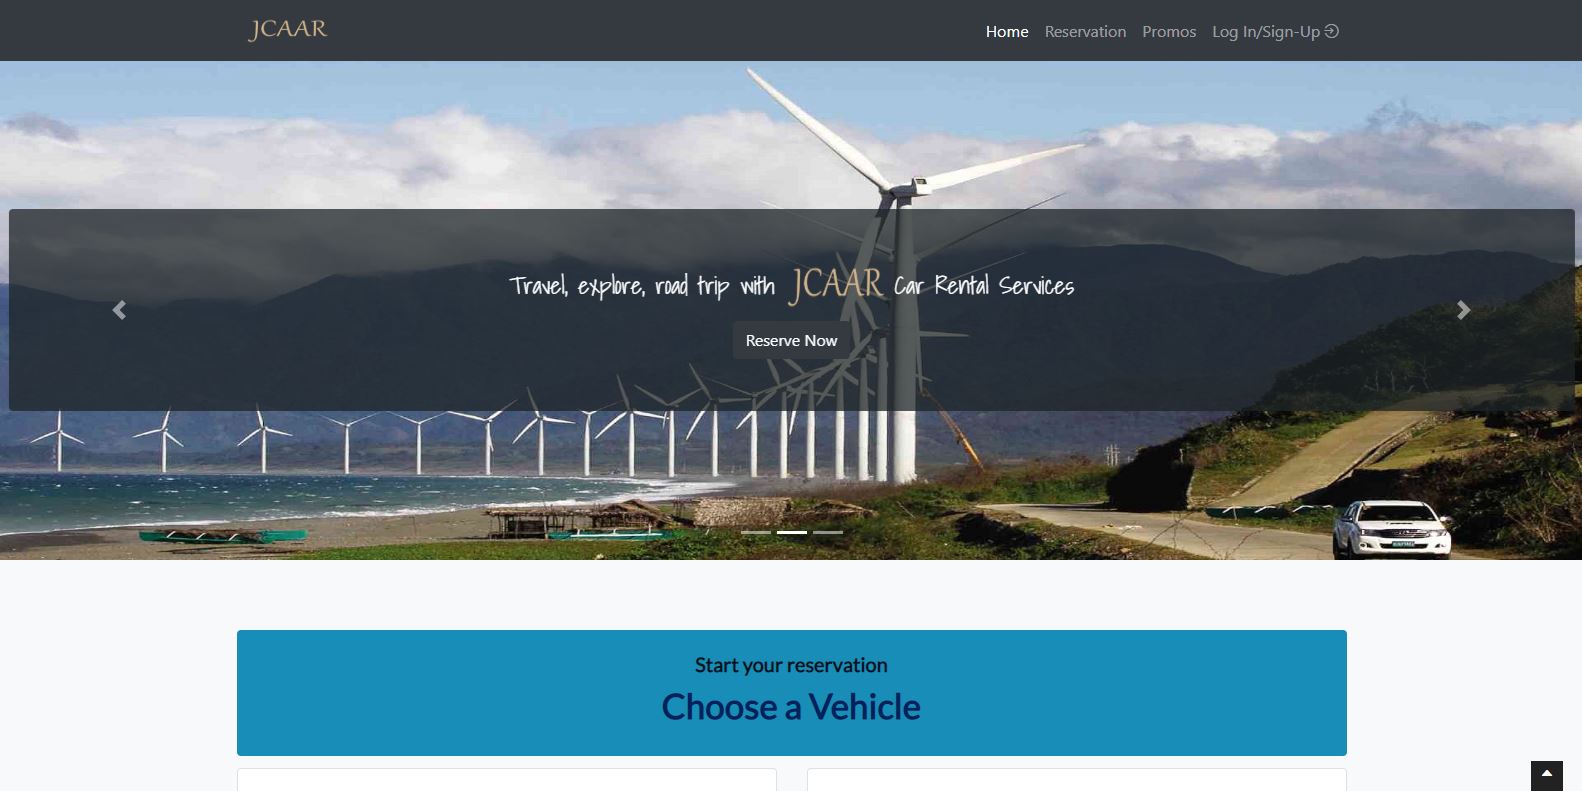 JCAAR
Home Reservation Promos Log In/Sign-Up
Travel, explore, road trip with JCAAR Car Rental Services
Reserve Now
Start your reservation
Choose a Vehicle